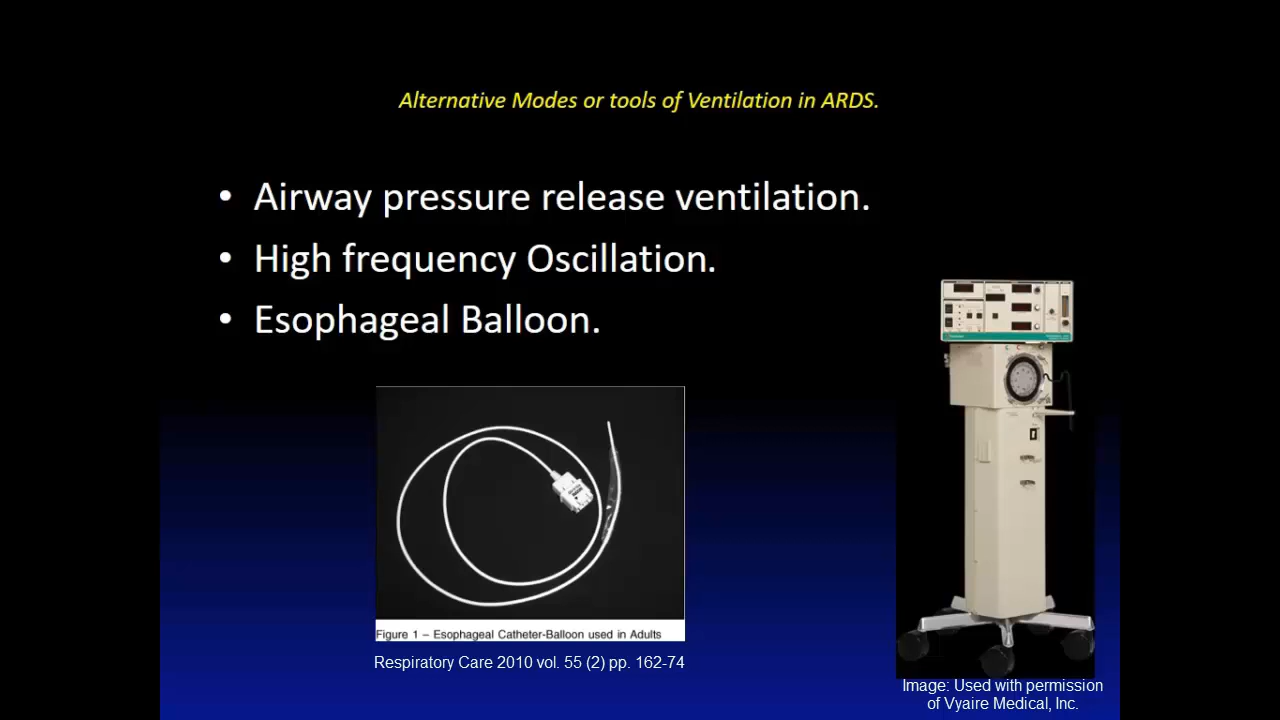 Alternative Modes or tools of Ventilation in ARDS.
• Airway pressure release ventilation.
• High frequency Oscillation.
• Esophageal Balloon.
Figure 1 – Esophageal Catheter-Balloon used in Adults
Respiratory Care 2010 vol. 55 (2) pp. 162-74
Image: Used with permission
of Vyaire Medical, Inc.